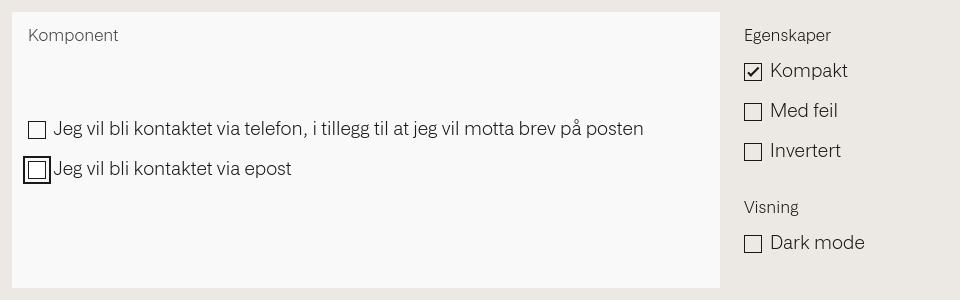 Komponent
Jeg vil bli kontaktet via telefon, i tillegg til at jeg vil motta brev på posten
Jeg vil bli kontaktet via epost
Egenskaper
Kompakt
Med feil
Invertert
Visning
Dark mode